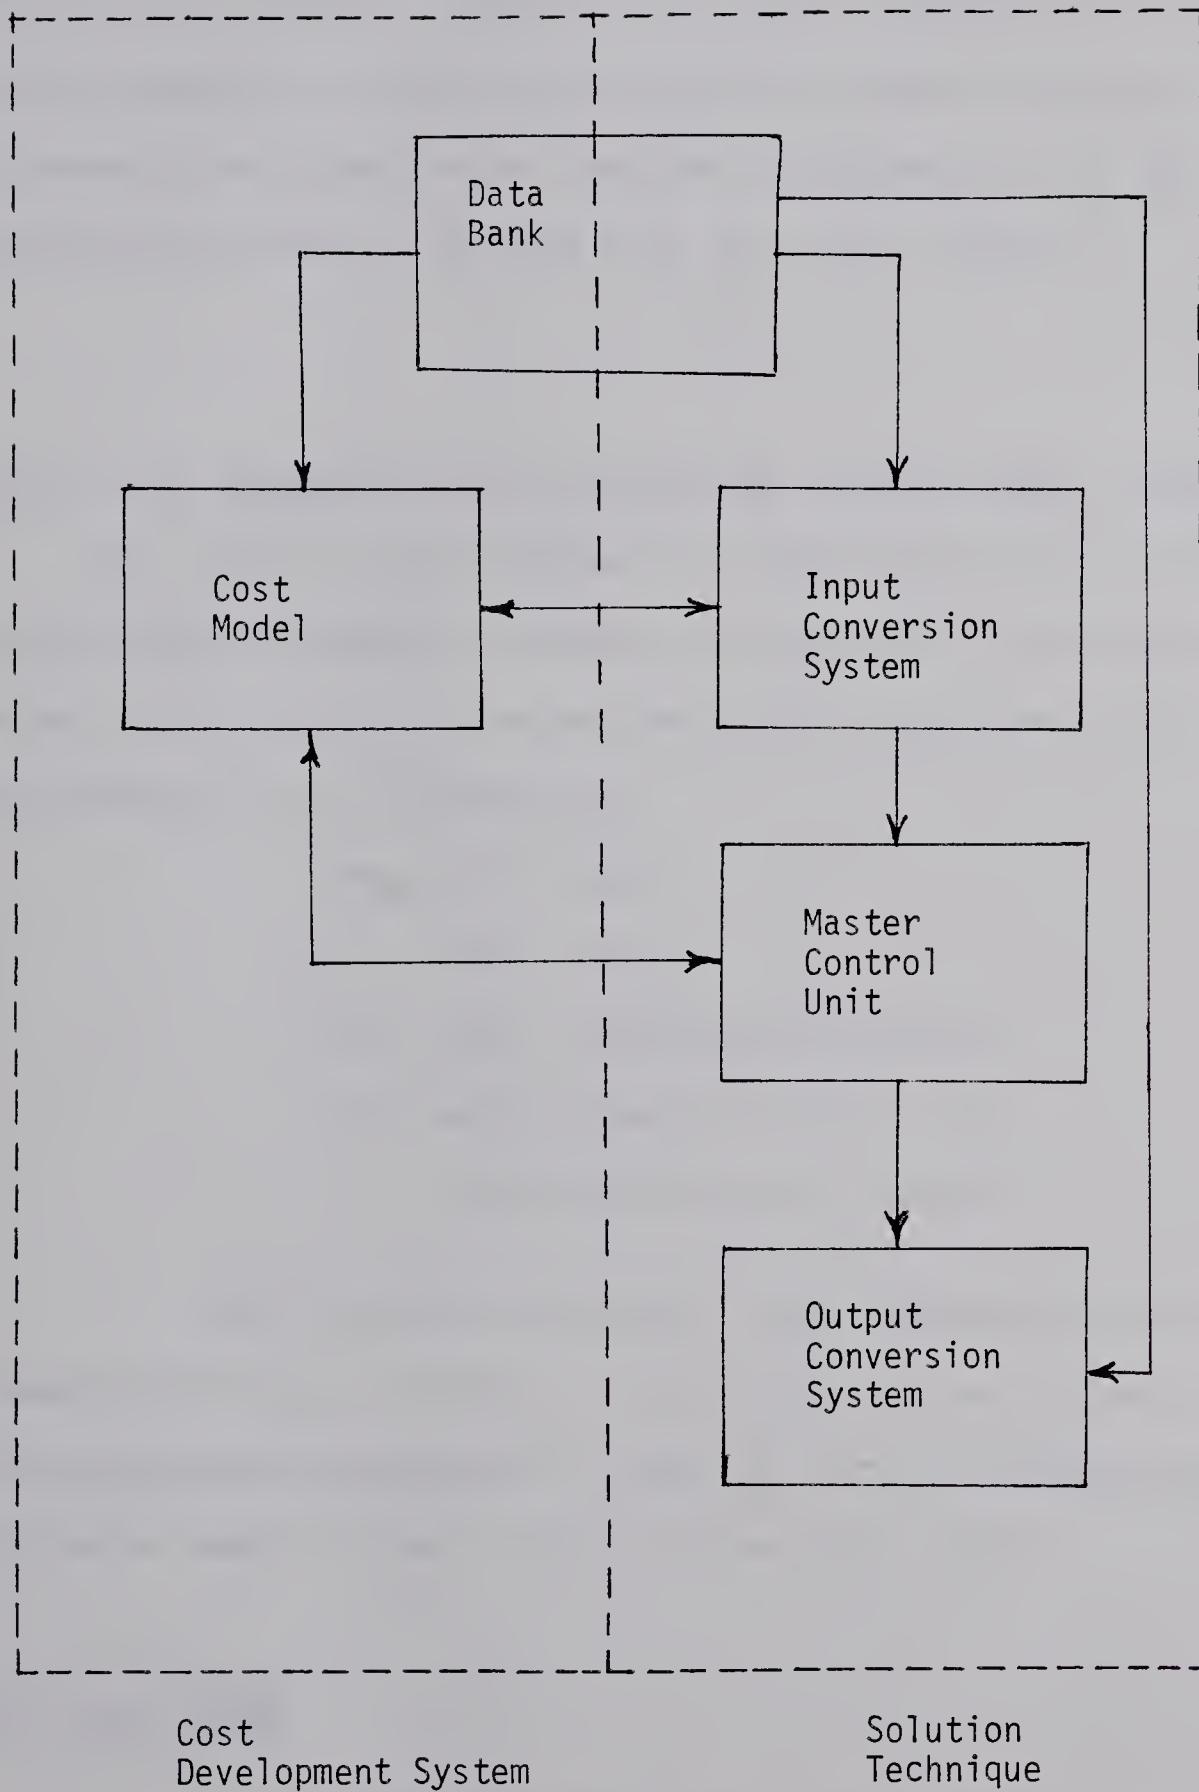 Data
Bank
Cost
Model
Input
Conversion
System
Master
Control
Unit
Output
Conversion
System
Cost
Development System
Solution
Technique